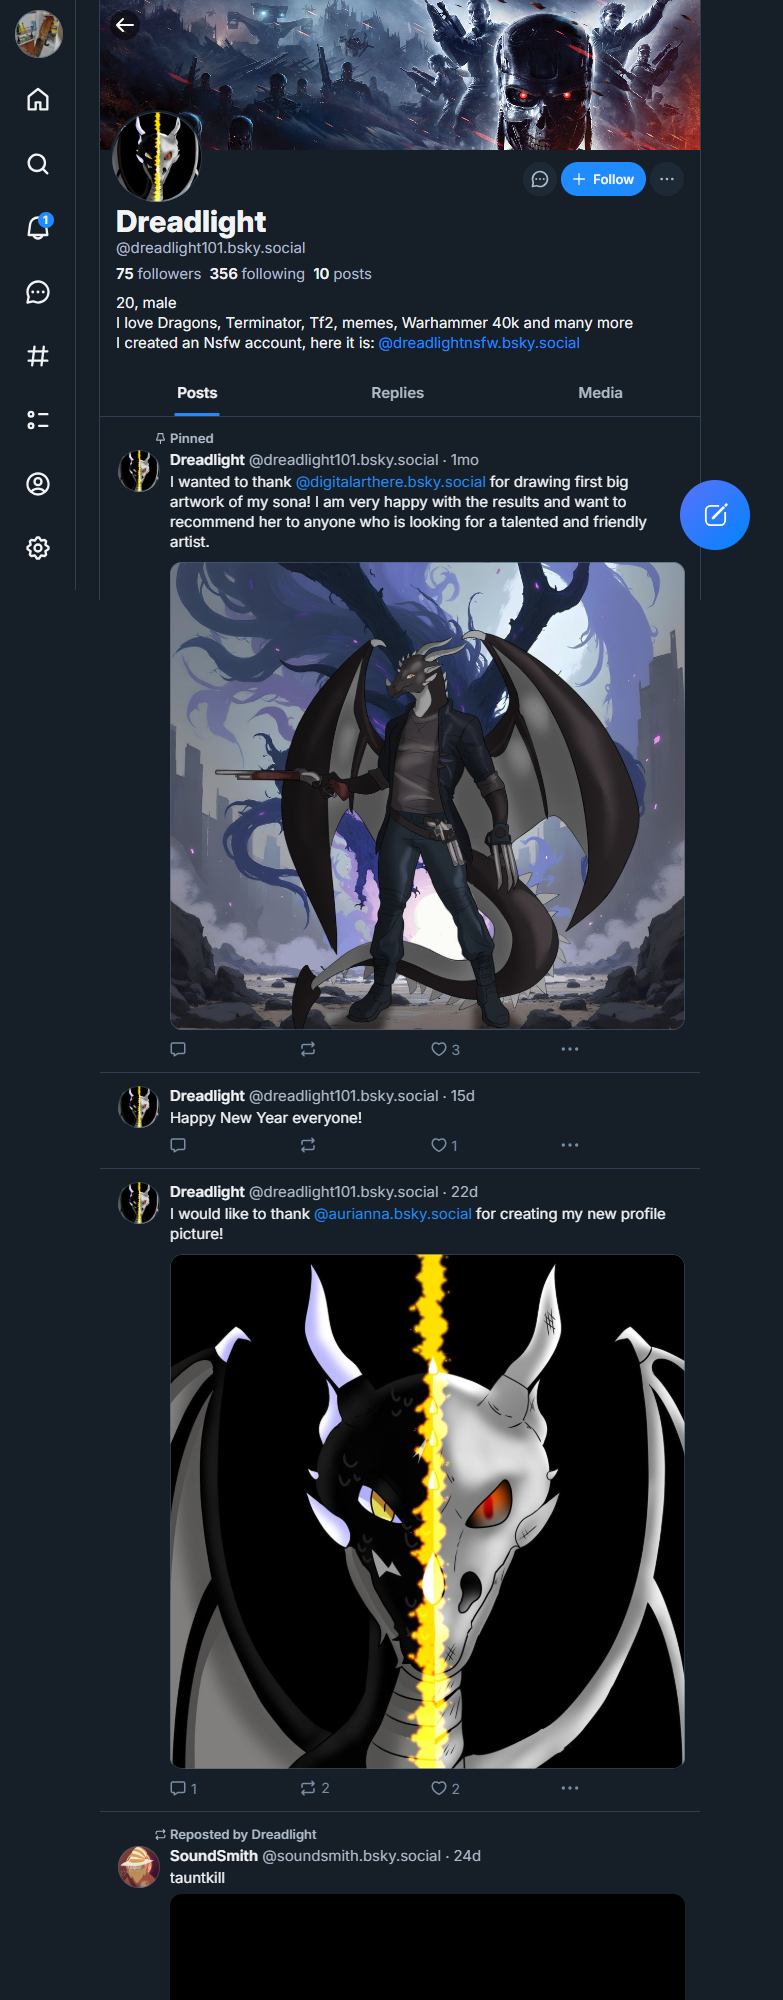 1
Follow
Dreadlight
@dreadlight101.bsky.social
75 followers 356 following 10 posts
20, male
I love Dragons, Terminator, Tf2, memes, Warhammer 40k and many more
I created an Nsfw account, here it is: @dreadlightnsfw.bsky.social
Posts Replies Media
Pinned
Dreadlight @dreadlight101.bsky.social · 1mo
I wanted to thank @digitalarthere.bsky.social for drawing first big
artwork of my sona! I am very happy with the results and want to
recommend her to anyone who is looking for a talented and friendly
artist.
3
Dreadlight @dreadlight101.bsky.social · 15d
Happy New Year everyone!
1
Dreadlight @dreadlight101.bsky.social · 22d
I would like to thank @aurianna.bsky.social for creating my new profile
picture!
1 2 2
Reposted by Dreadlight
SoundSmith @soundsmith.bsky.social · 24d
tauntkill